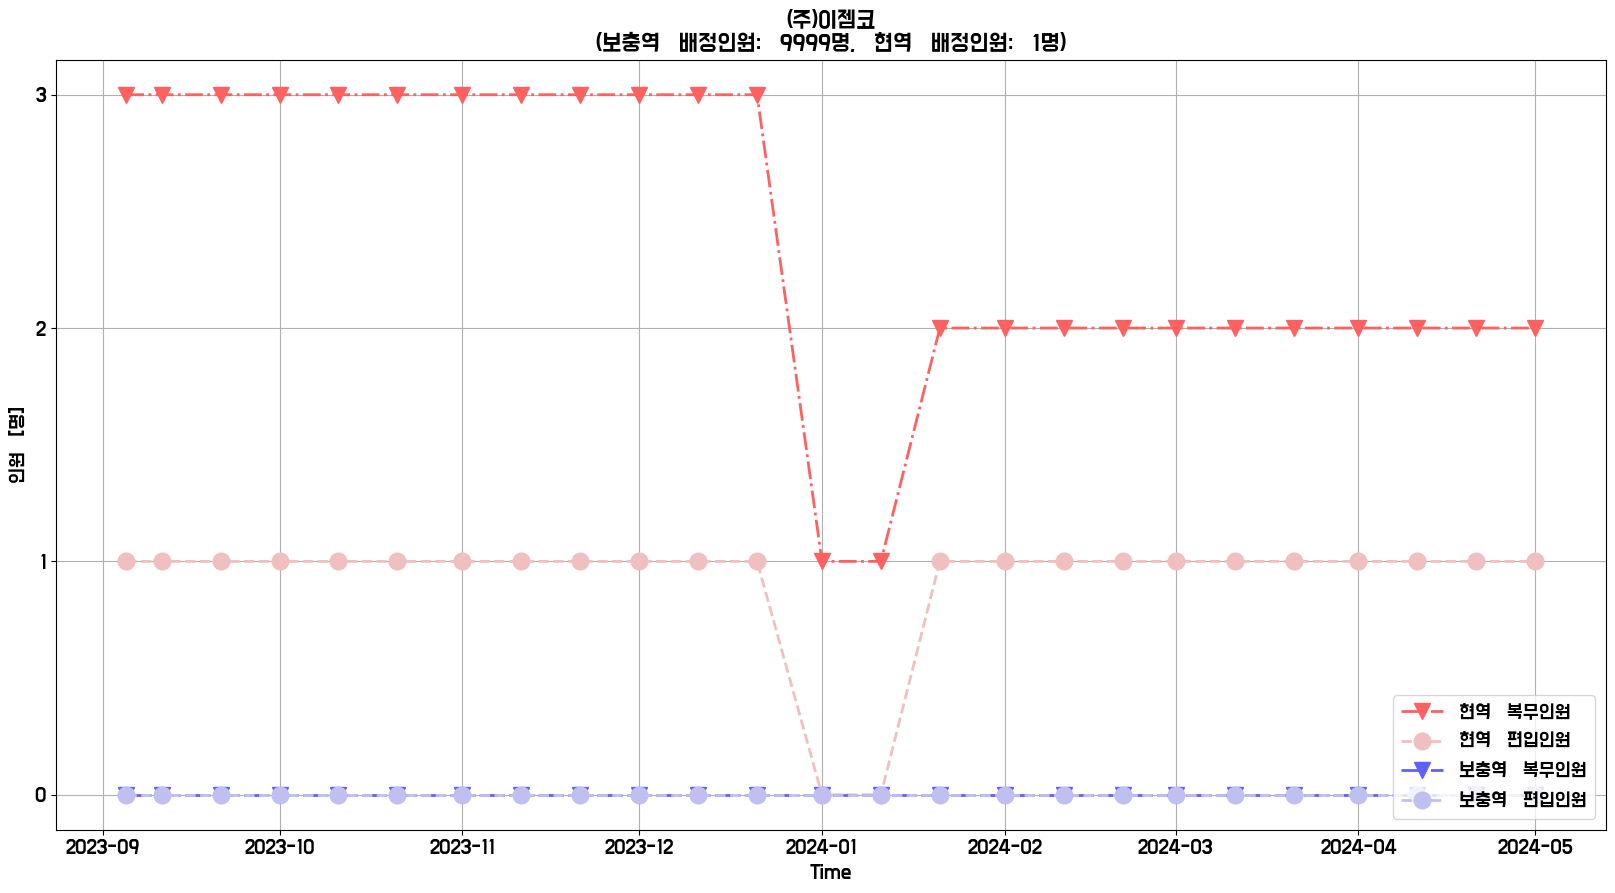 (주)이젬코
(보충역 배정인원: 9999명, 현역 배정인원: 1명)
인원 [명]
3
2
1
0
현역 복무인원
현역 편입인원
보충역 복무인원
보충역 편입인원
2023-09 2023-10 2023-11 2023-12 2024-01 2024-02 2024-03 2024-04 2024-05
Time